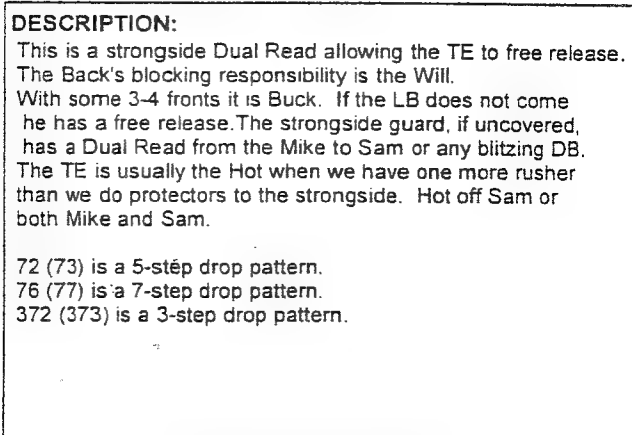 DESCRIPTION:
This is a strongside Dual Read allowing the TE to free release.
The Back's blocking responsibility is the Will.
With some 3-4 fronts it is Buck. If the LB does not come
he has a free release.The strongside guard, if uncovered,
has a Dual Read from the Mike to Sam or any blitzing DB.
The TE is usually the Hot when we have one more rusher
than we do protectors to the strongside. Hot off Sam or
both Mike and Sam.
72 (73) is a 5-step drop pattern.
76 (77) is a 7-step drop pattern.
372 (373) is a 3-step drop pattern.